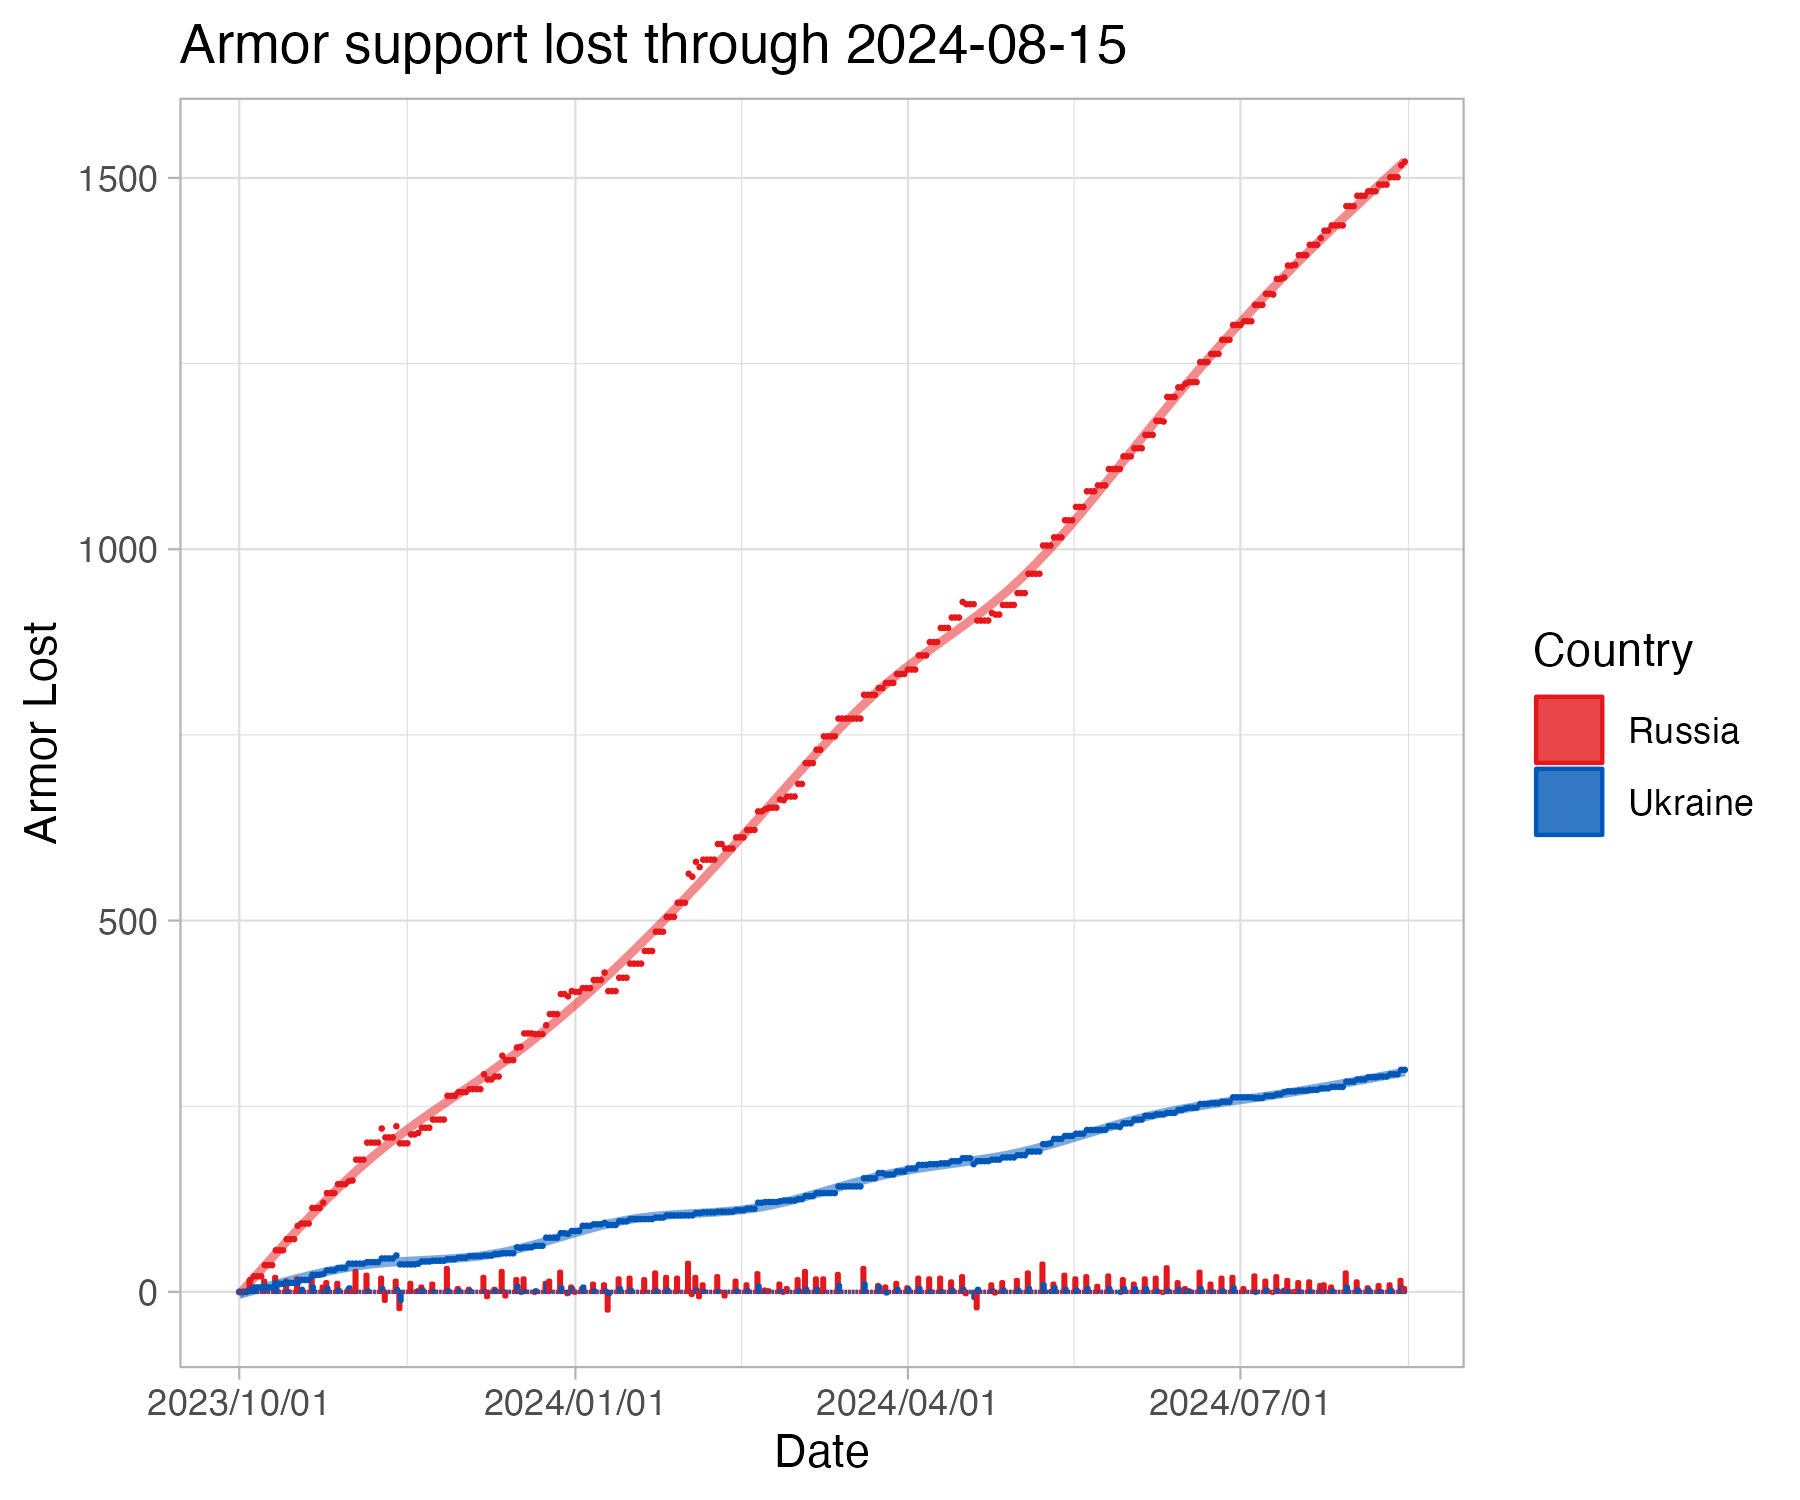 Armor support lost through 2024-08-15
Armor Lost
1500
1000
500
0
2023/10/01
2024/01/01
2024/04/01
2024/07/01
Date
Country
Russia
Ukraine